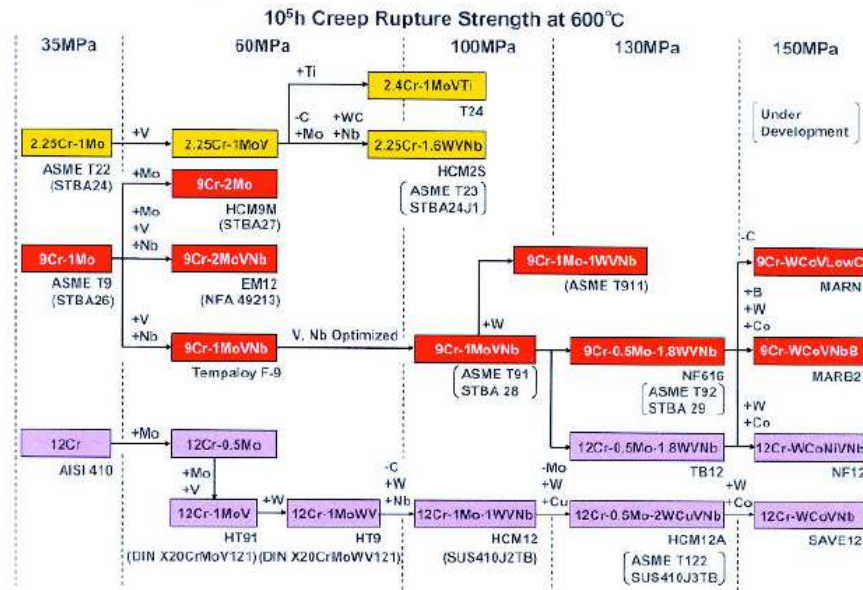 10⁵h Creep Rupture Strength at 600°C
35MPa
60MPa
100MPa
130MPa
150MPa
+Ti
2.4Cr-1MoVTi
T24
[Under
Development]
2.25Cr-1Mo
+V
2.25Cr-1MoV
-C +WC
+Mo +Nb
2.25Cr-1.6WVNb
ASME T22
(STBA24)
HCM2S
[ASME T23
STBA24J1]
+Mo
9Cr-2Mo
HCM9M
(STBA27)
+Mo
+V
+Nb
9Cr-1Mo
ASME T9
(STBA26)
9Cr-2MoVNb
EM12
(NFA 49213)
9Cr-1Mo-1WVNb
(ASME T911)
-C
9Cr-WCoVLowC
MARN
+V
+Nb
9Cr-1MoVNb
Tempaloy F-9
V. Nb Optimized
+W
9Cr-1MoVNb
[ASME T91
STBA 28]
9Cr-0.5Mo-1.8WVNb
NF616
[ASME T92
STBA 29]
+B
+W
+Co
9Cr-WCoVNbB
MARB2
12Cr
AISI 410
+Mo
12Cr-0.5Mo
12Cr-0.5Mo-1.8WVNb
TB12
+W
+Co
12Cr-WCoNiVNb
NF12
+Mo
+V
12Cr-1MoV
HT91
(DIN X20CrMoV121)
+W
12Cr-1MoWV
HT9
(DIN X20CrMoWV121)
-C
+W
+Nb
12Cr-1Mo-1WVNb
HCM12
(SUS410J2TB)
-Mo
+W
+Cu
12Cr-0.5Mo-2WCuVNb
HCM12A
[ASME T122
SUS410J3TB]
+W
+Co
12Cr-WCoVNb
SAVE12